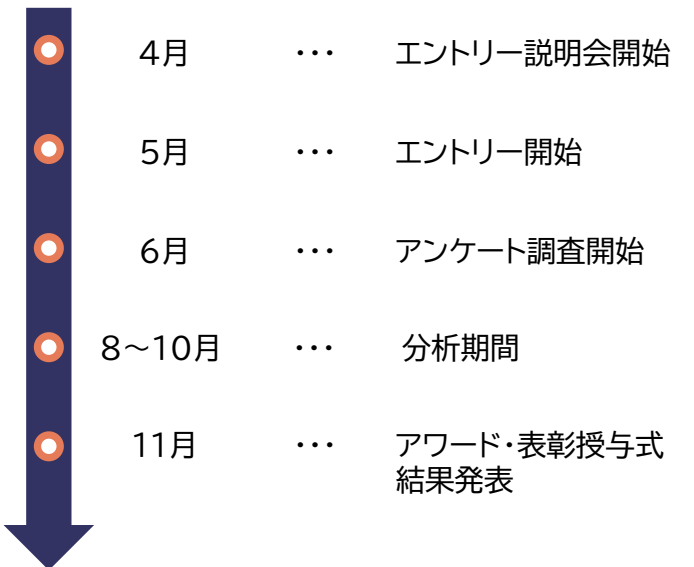 4月 ・・・ エントリー説明会開始
5月 ・・・ エントリー開始
6月 ・・・ アンケート調査開始
8～10月 ・・・ 分析期間
11月 ・・・ アワード・表彰授与式
結果発表